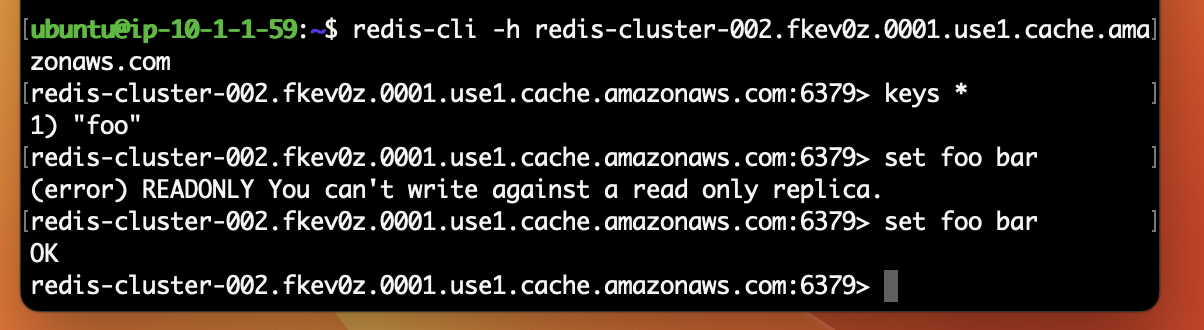 [ubuntu@ip-10-1-1-59:~$ redis-cli -h redis-cluster-002.fkev0z.0001.use1.cache.ama]
zonaws.com
[redis-cluster-002.fkev0z.0001.use1.cache.amazonaws.com:6379> keys * ]
1) "foo"
[redis-cluster-002.fkev0z.0001.use1.cache.amazonaws.com:6379> set foo bar ]
(error) READONLY You can't write against a read only replica.
[redis-cluster-002.fkev0z.0001.use1.cache.amazonaws.com:6379> set foo bar ]
OK
redis-cluster-002.fkev0z.0001.use1.cache.amazonaws.com:6379>